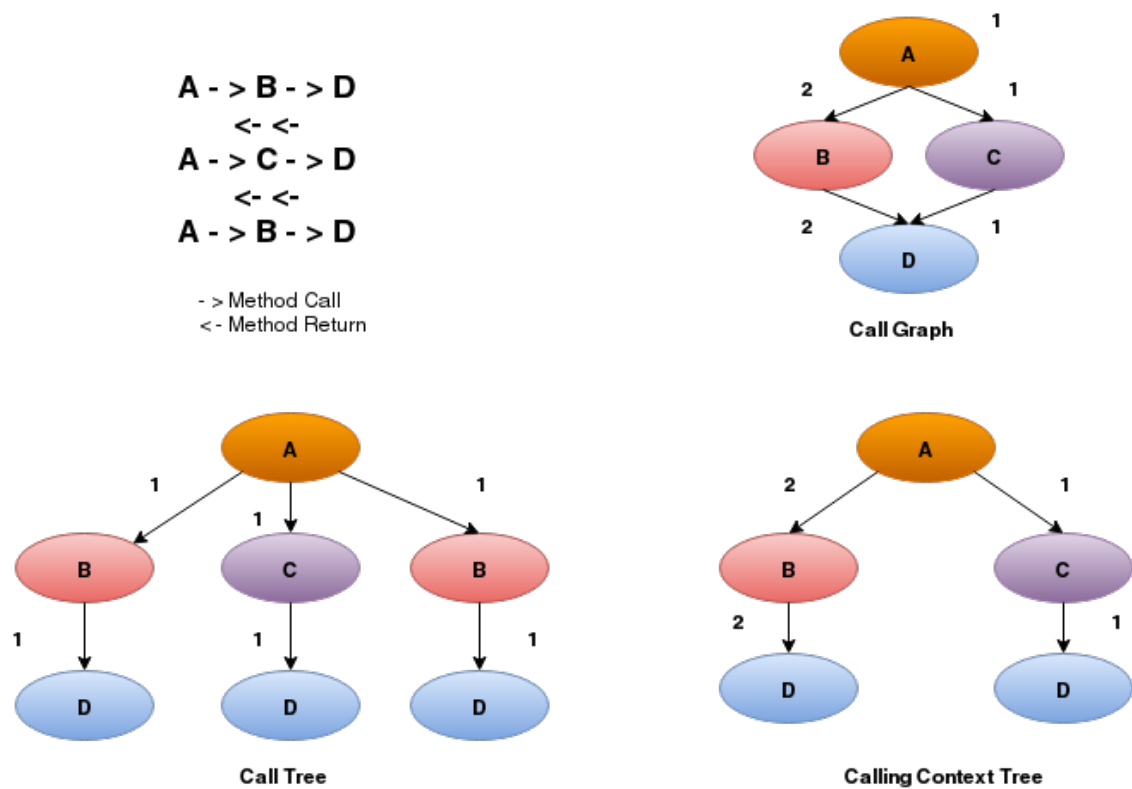 A - > B - > D
<- <-
A - > C - > D
<- <-
A - > B - > D
- > Method Call
<- Method Return
1
A
2
1
B
C
2
1
D
Call Graph
A
1
1
1
B
C
B
1
1
1
D
D
D
Call Tree
A
2
1
B
C
2
1
D
D
Calling Context Tree